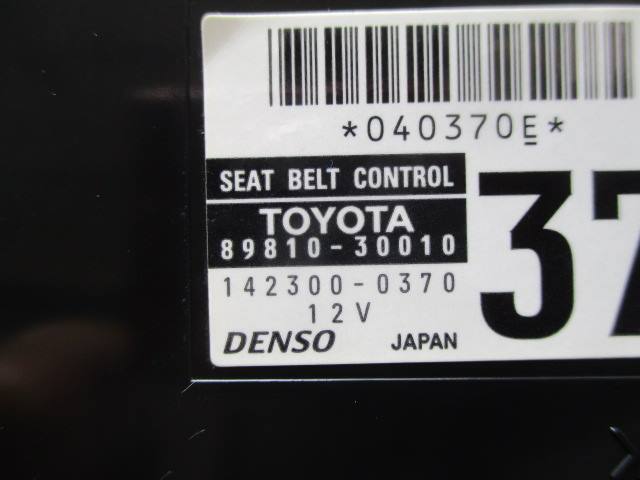 *040370E*
SEAT BELT CONTROL
TOYOTA
89810-30010
142300-0370
12V
DENSO JAPAN
37